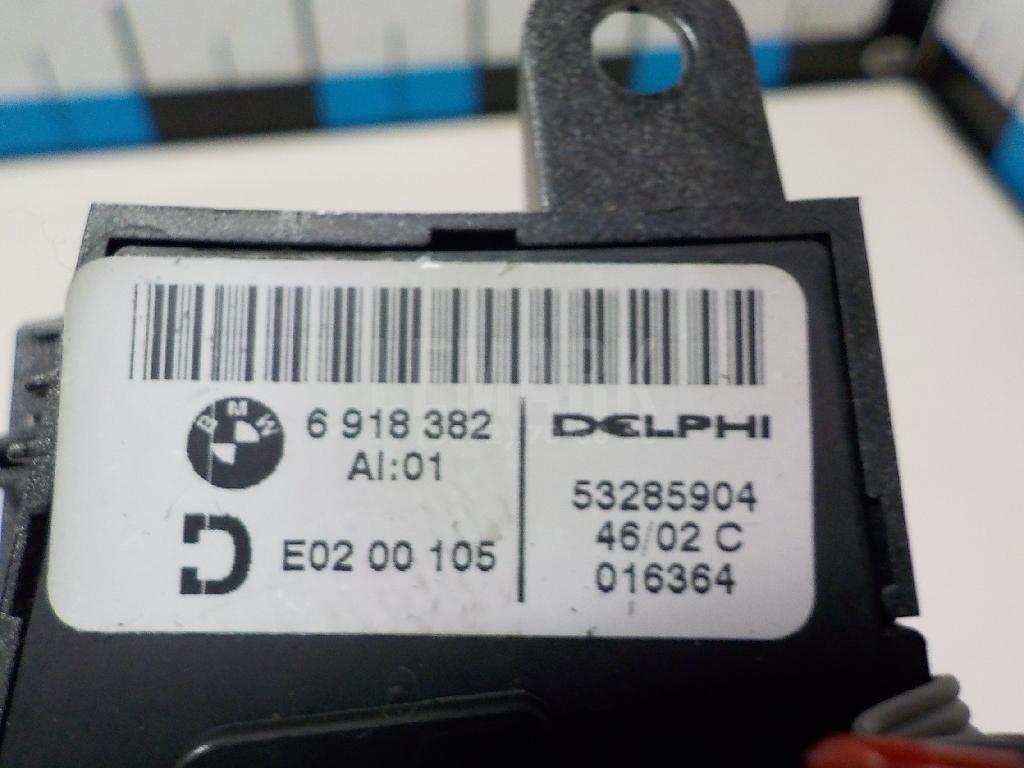 BMW
6 918 382
AI:01
E02 00 105
DELPHI
53285904
46/02 C
016364